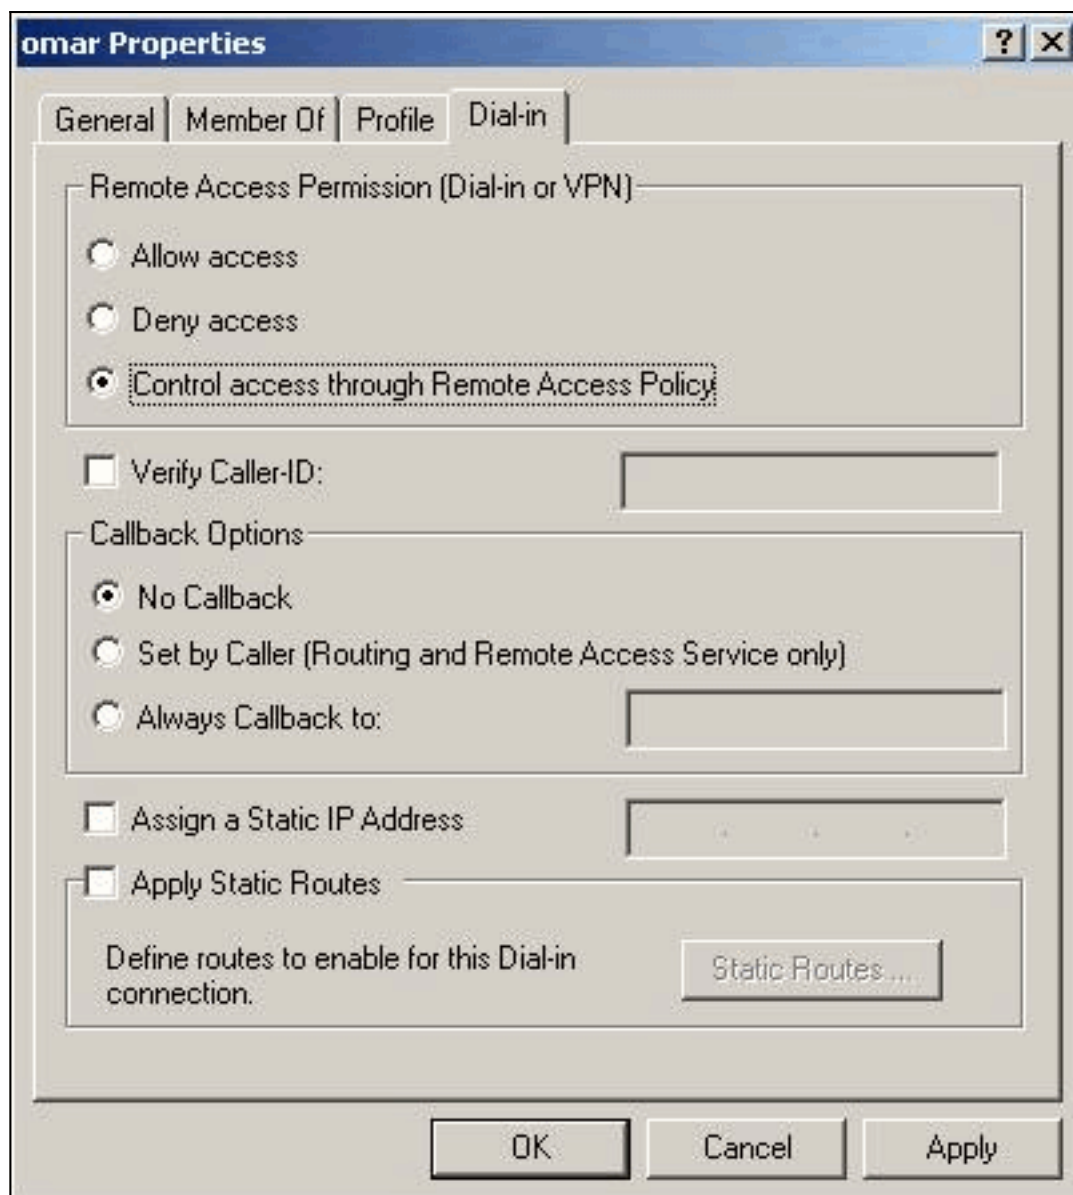 omar Properties
General Member Of Profile Dial-in
Remote Access Permission (Dial-in or VPN)
Allow access
Deny access
Control access through Remote Access Policy
Verify Caller-ID:
Callback Options
No Callback
Set by Caller (Routing and Remote Access Service only)
Always Callback to:
Assign a Static IP Address
Apply Static Routes
Define routes to enable for this Dial-in
connection.
Static Routes ...
OK Cancel Apply